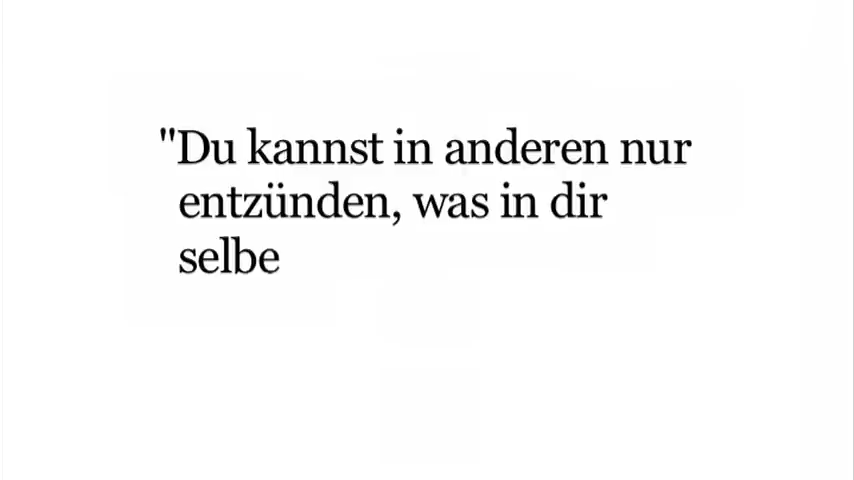 "Du kannst in anderen nur
entzünden, was in dir
selbe